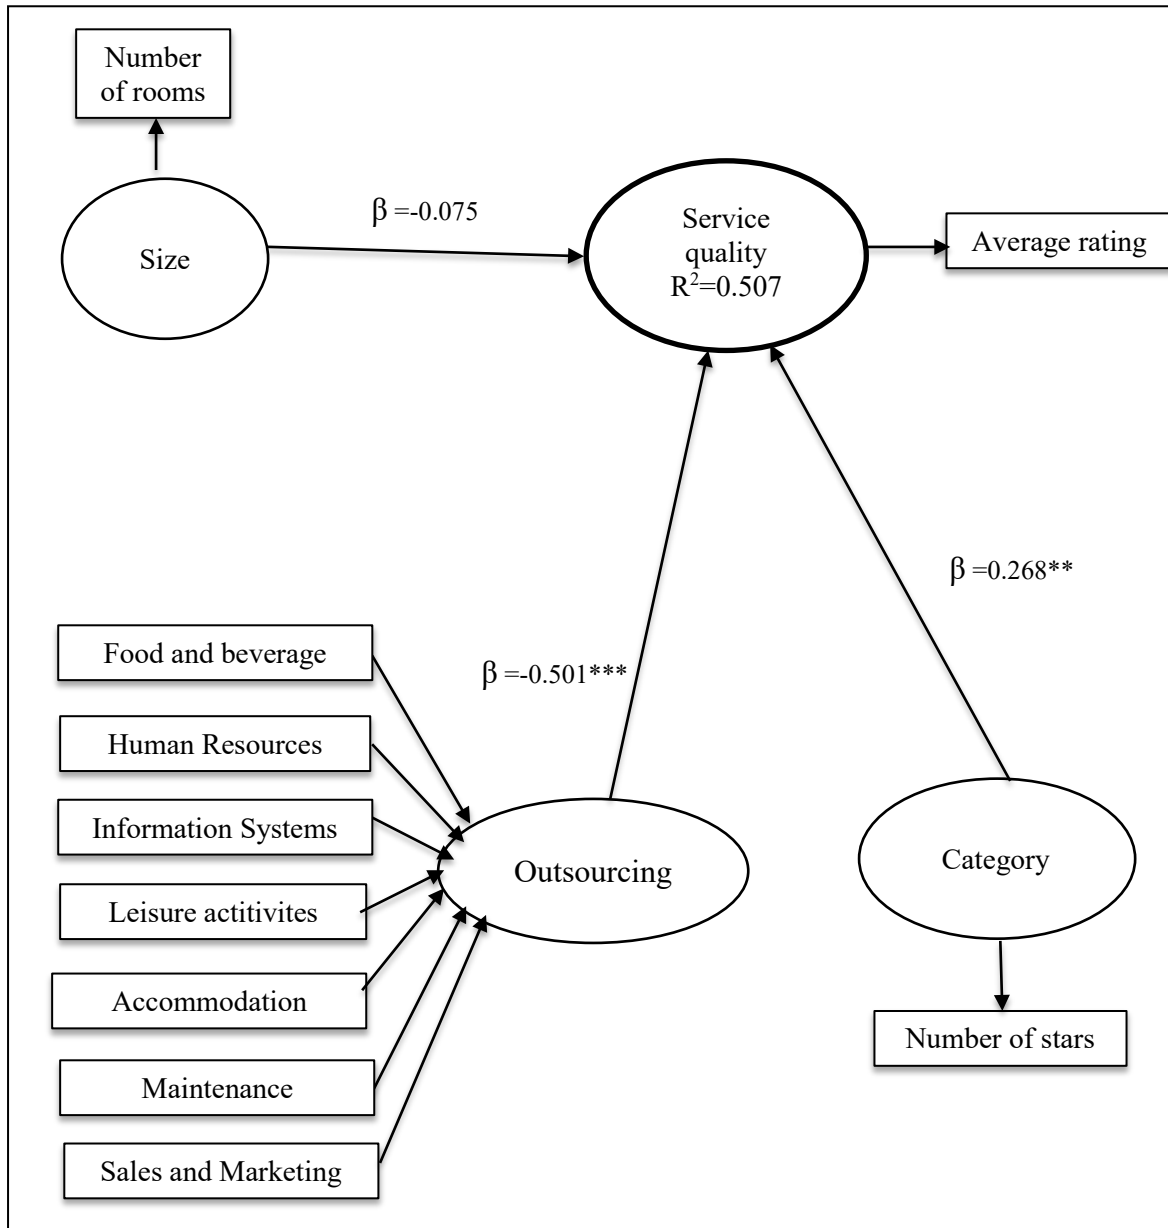 Number
of rooms
β =-0.075
Size
Service
quality
R²=0.507
Average rating
β =0.268**
β =-0.501***
Food and beverage
Human Resources
Information Systems
Leisure actitivites
Accommodation
Maintenance
Sales and Marketing
Outsourcing
Category
Number of stars